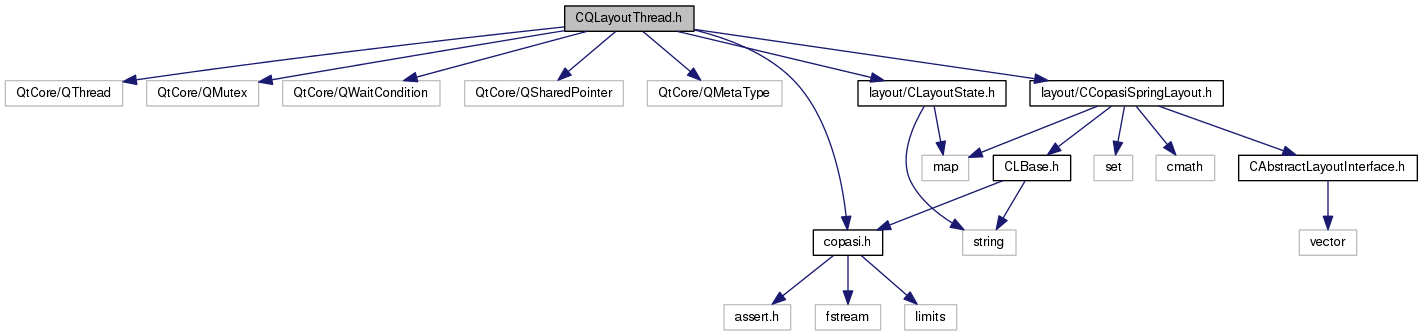 CQLayoutThread.h
QtCore/QThread
QtCore/QMutex
QtCore/QWaitCondition
QtCore/QSharedPointer
QtCore/QMetaType
layout/CLayoutState.h
layout/CCopasiSpringLayout.h
map
CLBase.h
set
cmath
CAbstractLayoutInterface.h
copasi.h
string
vector
assert.h
fstream
limits